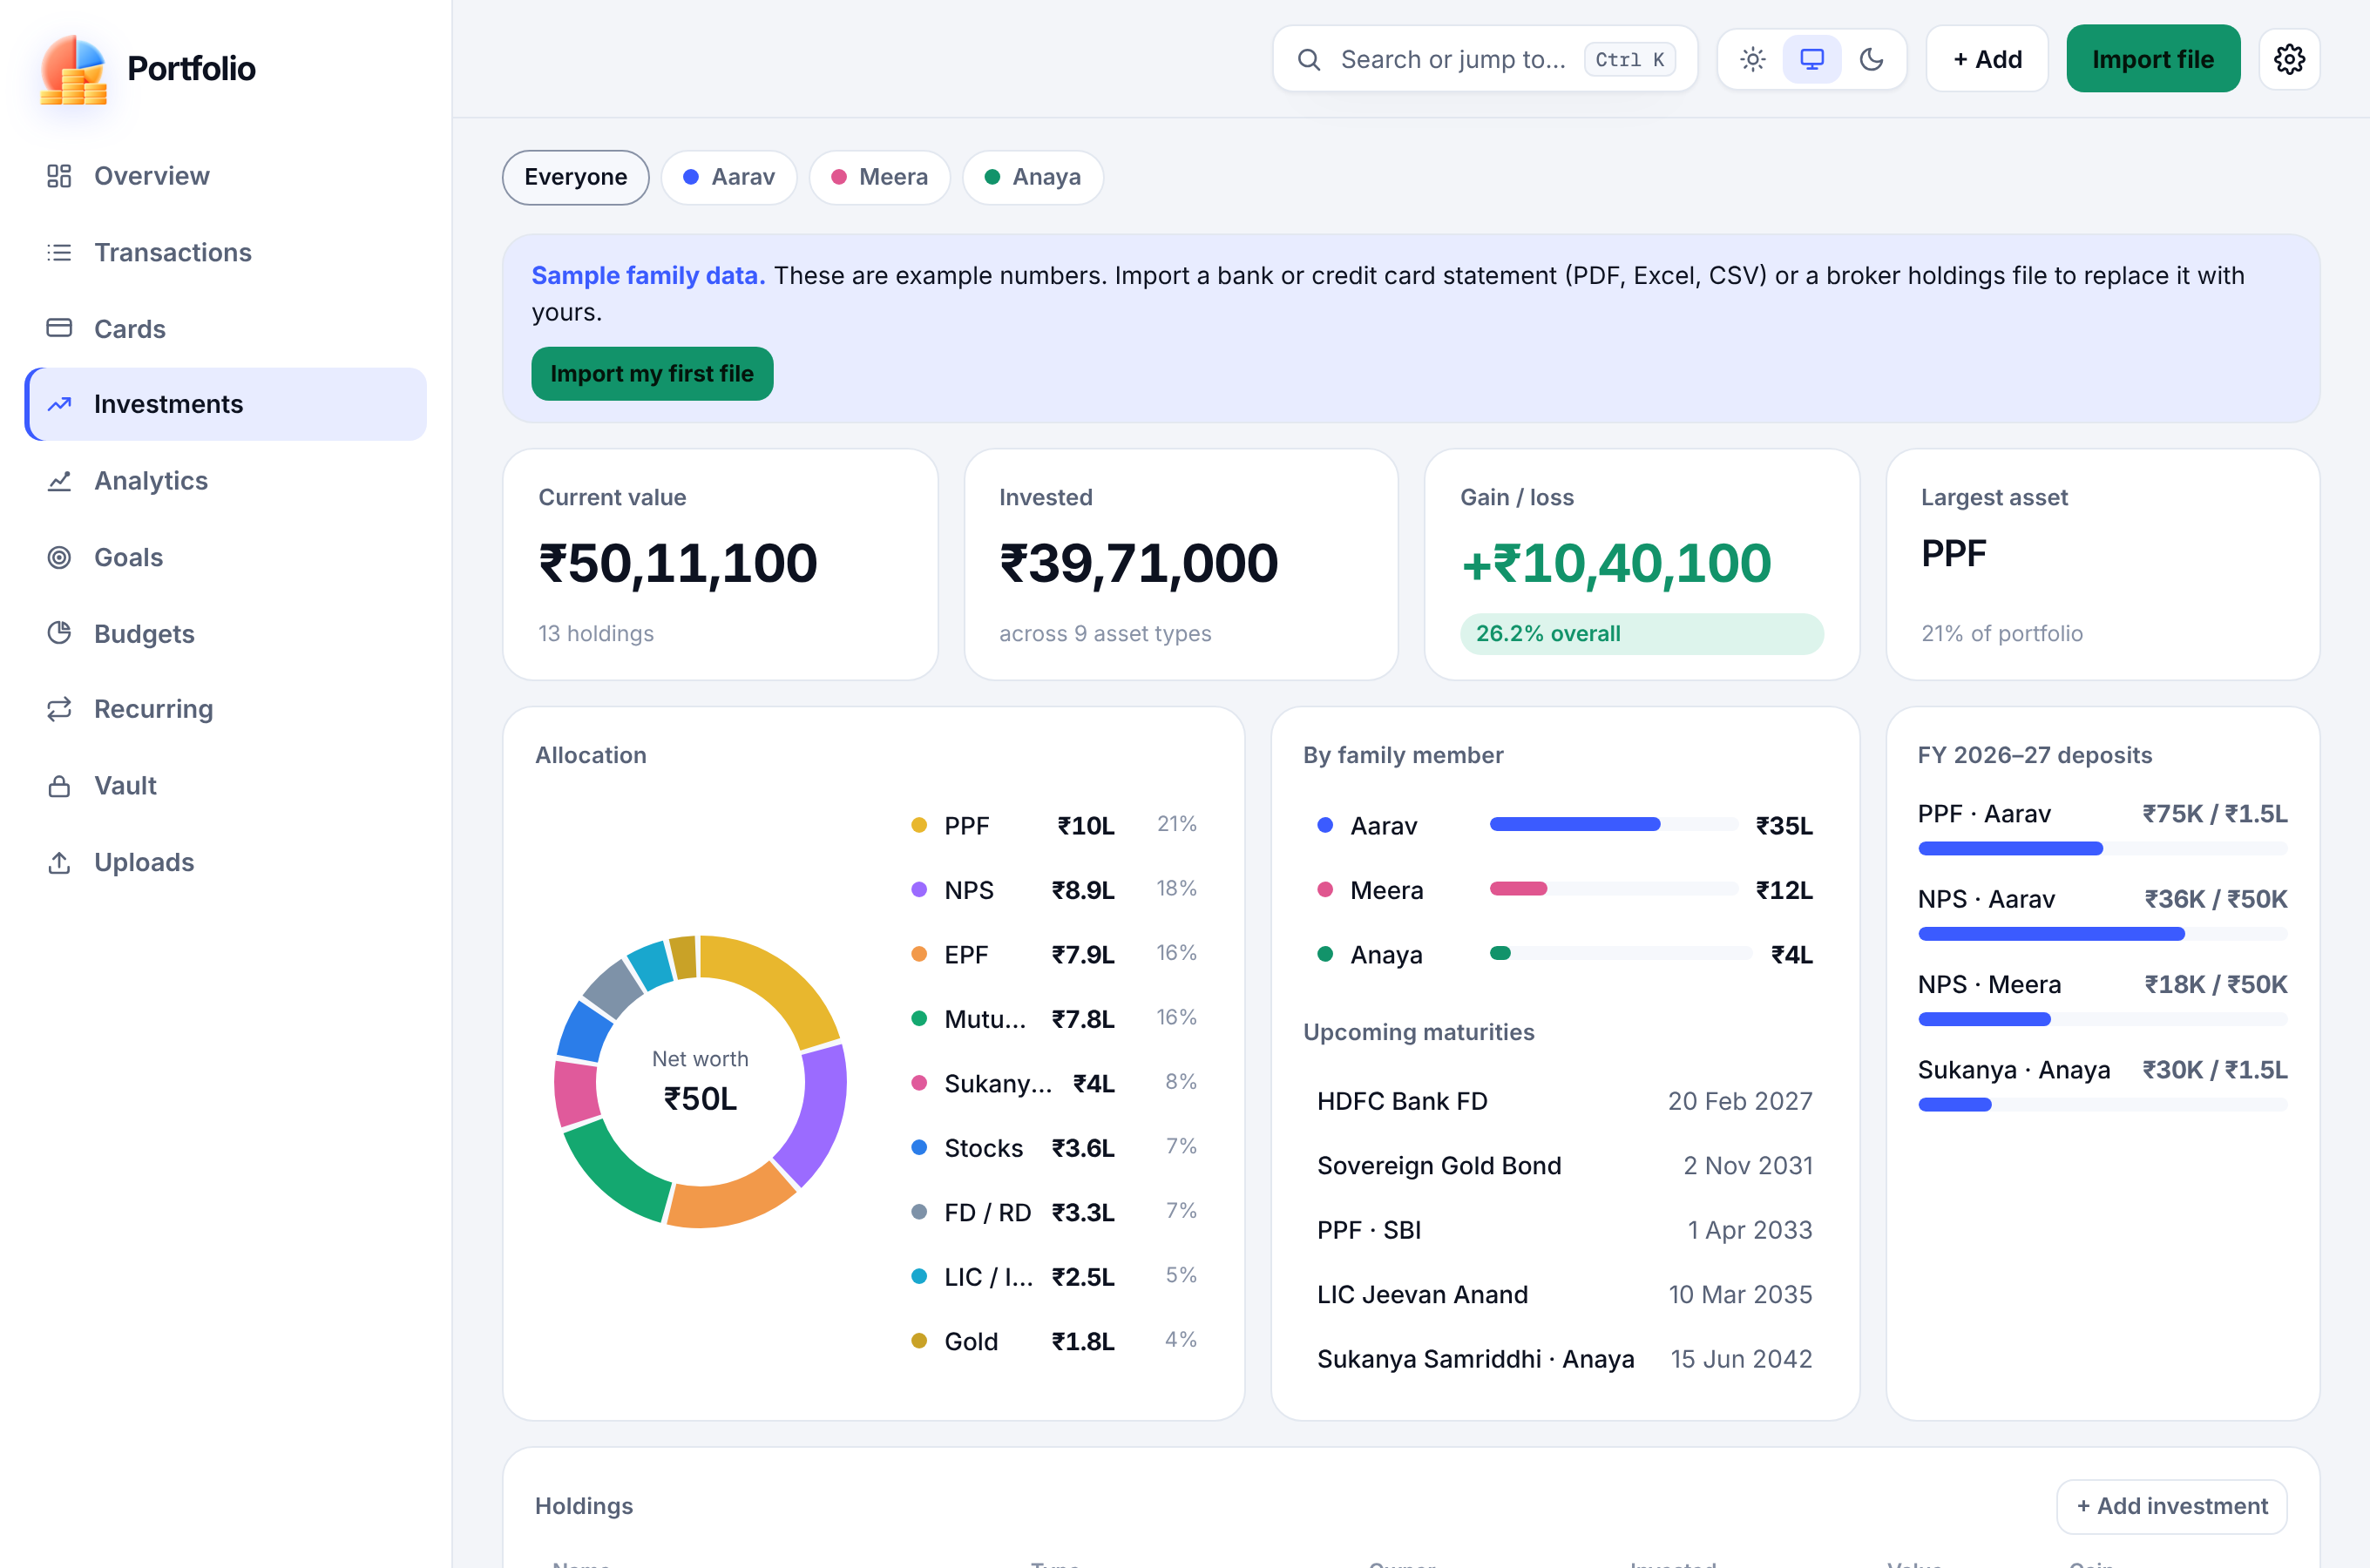 Portfolio
Search or jump to... Ctrl K
+ Add
Import file
Overview
Transactions
Cards
Investments
Analytics
Goals
Budgets
Recurring
Vault
Uploads
Everyone
Aarav
Meera
Anaya
Sample family data. These are example numbers. Import a bank or credit card statement (PDF, Excel, CSV) or a broker holdings file to replace it with
yours.
Import my first file
Current value
₹50,11,100
13 holdings
Invested
₹39,71,000
across 9 asset types
Gain / loss
+₹10,40,100
26.2% overall
Largest asset
PPF
21% of portfolio
Allocation
Net worth
₹50L
PPF ₹10L 21%
NPS ₹8.9L 18%
EPF ₹7.9L 16%
Mutu... ₹7.8L 16%
Sukany... ₹4L 8%
Stocks ₹3.6L 7%
FD / RD ₹3.3L 7%
LIC / I... ₹2.5L 5%
Gold ₹1.8L 4%
By family member
Aarav ₹35L
Meera ₹12L
Anaya ₹4L
Upcoming maturities
HDFC Bank FD 20 Feb 2027
Sovereign Gold Bond 2 Nov 2031
PPF · SBI 1 Apr 2033
LIC Jeevan Anand 10 Mar 2035
Sukanya Samriddhi · Anaya 15 Jun 2042
FY 2026–27 deposits
PPF · Aarav ₹75K / ₹1.5L
NPS · Aarav ₹36K / ₹50K
NPS · Meera ₹18K / ₹50K
Sukanya · Anaya ₹30K / ₹1.5L
Holdings
+ Add investment
Name Type Owner Invested Value Gain